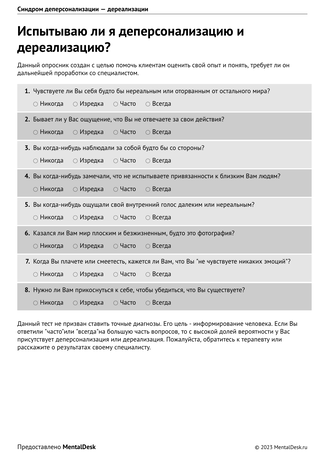 Синдром деперсонализации — дереализации
Испытываю ли я деперсонализацию и
дереализацию?
Данный опросник создан с целью помочь клиентам оценить свой опыт и понять, требует ли он
дальнейшей проработки со специалистом.
1. Чувствуете ли Вы себя будто бы нереальным или оторванным от остального мира?
Никогда Изредка Часто Всегда
2. Бывает ли у Вас ощущение, что Вы не отвечаете за свои действия?
Никогда Изредка Часто Всегда
3. Вы когда-нибудь наблюдали за собой будто бы со стороны?
Никогда Изредка Часто Всегда
4. Вы когда-нибудь замечали, что не испытываете привязанности к близким Вам людям?
Никогда Изредка Часто Всегда
5. Вы когда-нибудь ощущали свой внутренний голос далеким или нереальным?
Никогда Изредка Часто Всегда
6. Казался ли Вам мир плоским и безжизненным, будто это фотография?
Никогда Изредка Часто Всегда
7. Когда Вы плачете или смеетесь, кажется ли Вам, что Вы "не чувствуете никаких эмоций"?
Никогда Изредка Часто Всегда
8. Нужно ли Вам прикоснуться к себе, чтобы убедиться, что Вы существуете?
Никогда Изредка Часто Всегда
Данный тест не призван ставить точные диагнозы. Его цель - информирование человека. Если Вы
ответили "часто"или "всегда"на большую часть вопросов, то с высокой долей вероятности у Вас
присутствует деперсонализация или дереализация. Пожалуйста, обратитесь к терапевту или
расскажите о результатах своему специалисту.
Предоставлено MentalDesk
© 2023 MentalDesk.ru